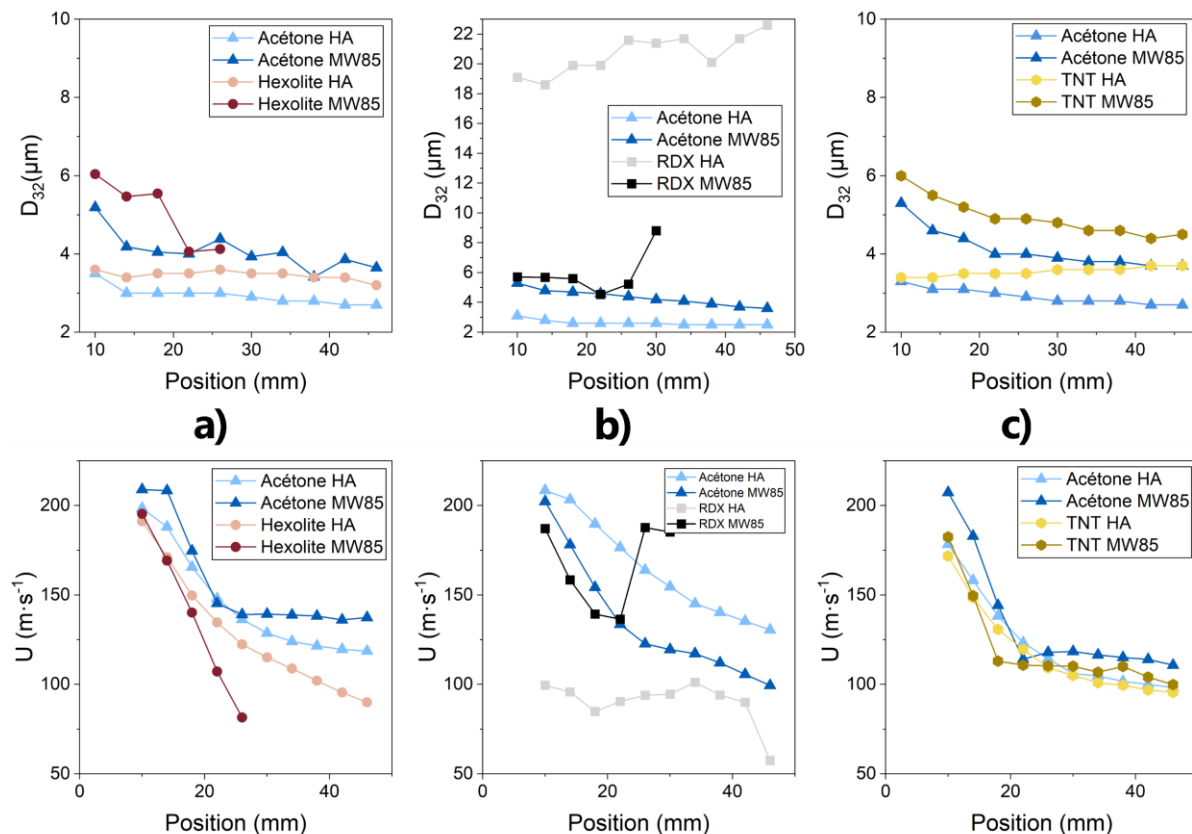 10
8
6
4
2
D32(µm)
Acétone HA
Acétone MW85
Hexolite HA
Hexolite MW85
10
20
30
40
Position (mm)
a)
22
20
18
16
14
12
10
8
6
4
2
D32 (µm)
Acétone HA
Acétone MW85
RDX HA
RDX MW85
0
10
20
30
40
50
Position (mm)
b)
10
8
6
4
2
D32 (µm)
Acétone HA
Acétone MW85
TNT HA
TNT MW85
10
20
30
40
Position (mm)
c)
200
150
100
50
U (m·s-1)
Acétone HA
Acétone MW85
Hexolite HA
Hexolite MW85
0
20
40
Position (mm)
200
150
100
50
U (m·s-1)
Acétone HA
Acétone MW85
RDX HA
RDX MW85
0
20
40
Position (mm)
200
150
100
50
U (m·s-1)
Acétone HA
Acétone MW85
TNT HA
TNT MW85
0
20
40
Position (mm)